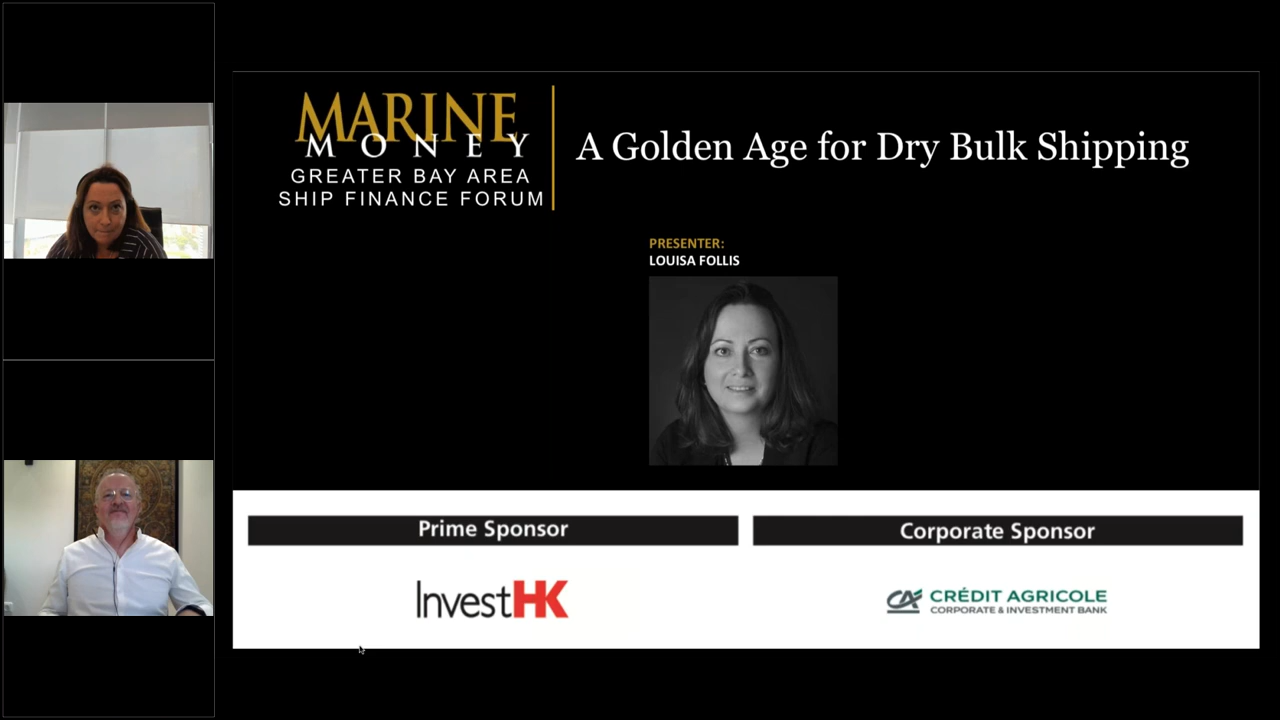 MARINE
MONEY
GREATER BAY AREA
SHIP FINANCE FORUM
A Golden Age for Dry Bulk Shipping
PRESENTER:
LOUISA FOLLIS
Prime Sponsor
Corporate Sponsor
InvestHK
CRÉDIT AGRICOLE
CORPORATE & INVESTMENT BANK